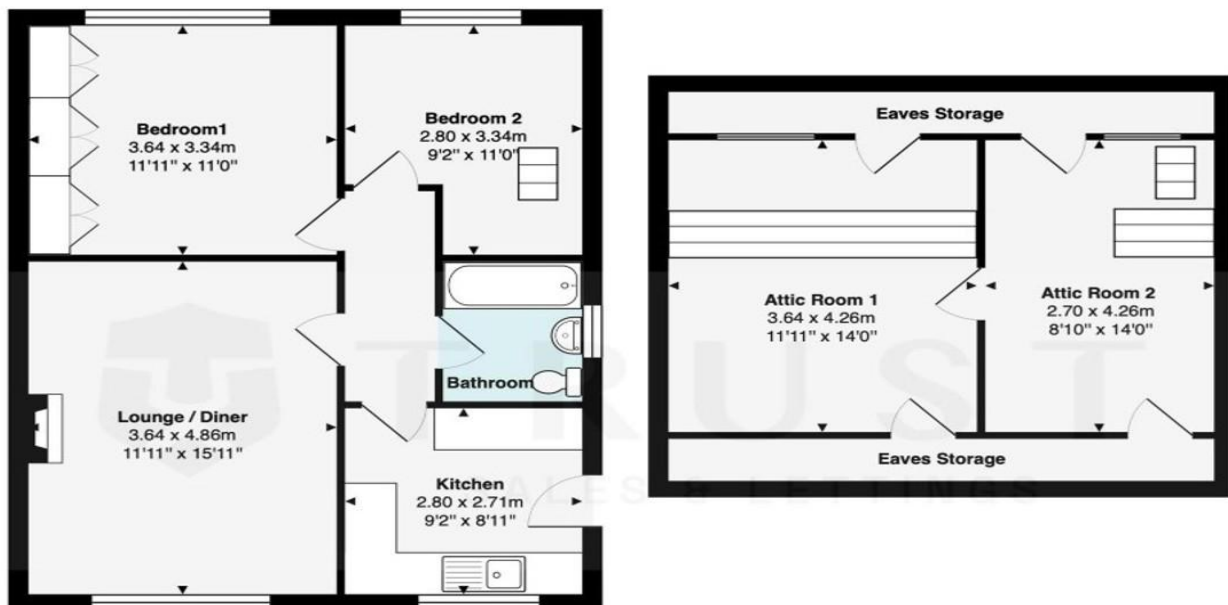 Bedroom1
3.64 x 3.34m
11'11" x 11'0"
Bedroom 2
2.80 x 3.34m
9'2" x 11'0"
Bathroom
Lounge / Diner
3.64 x 4.86m
11'11" x 15'11"
Kitchen
2.80 x 2.71m
9'2" x 8'11"
Eaves Storage
Attic Room 1
3.64 x 4.26m
11'11" x 14'0"
Attic Room 2
2.70 x 4.26m
8'10" x 14'0"
Eaves Storage
TRUST
SALES & LETTINGS